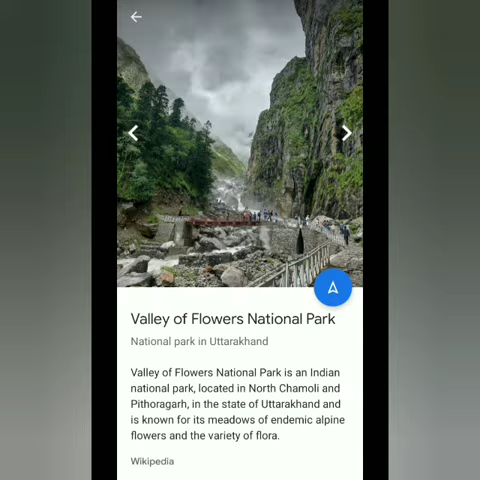 Valley of Flowers National Park
National park in Uttarakhand
Valley of Flowers National Park is an Indian
national park, located in North Chamoli and
Pithoragarh, in the state of Uttarakhand and
is known for its meadows of endemic alpine
flowers and the variety of flora.
Wikipedia